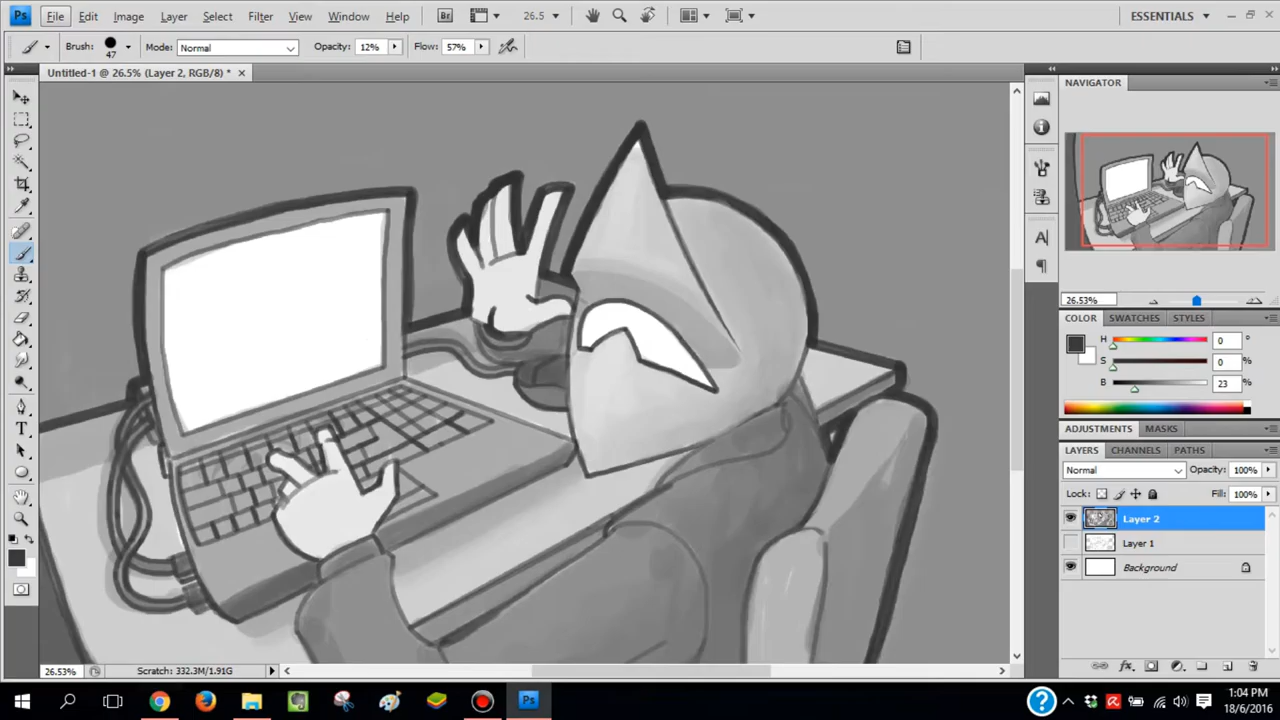 Ps File Edit Image Layer Select Filter View Window Help Br 26.5 ESSENTIALS
Brush: 47 Mode: Normal Opacity: 12% Flow: 57%
Untitled-1 @ 26.5% (Layer 2, RGB/8) *
NAVIGATOR
26.53%
COLOR SWATCHES STYLES
H 0 °
S 0 %
B 23 %
ADJUSTMENTS MASKS
LAYERS CHANNELS PATHS
Normal Opacity: 100%
Lock: Fill: 100%
Layer 2
Layer 1
Background
26.53% Scratch: 332.3M/1.91G
Ps 1:04 PM
18/6/2016